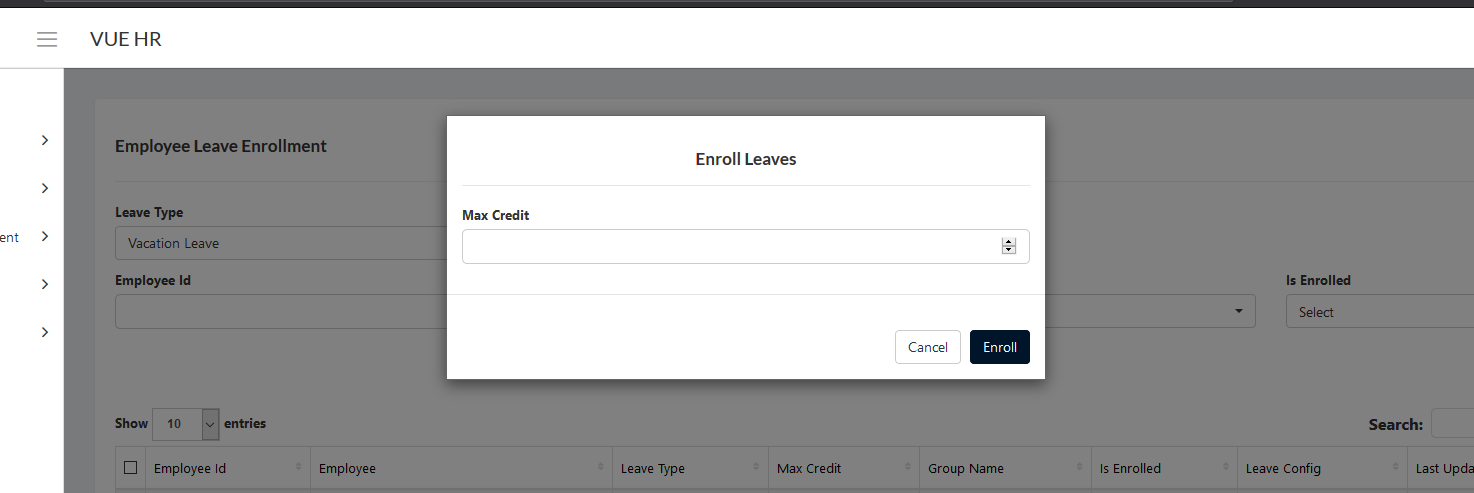 VUE HR
Employee Leave Enrollment
Enroll Leaves
Leave Type
Max Credit
ent
Vacation Leave
Employee Id
Is Enrolled
Select
Cancel
Enroll
Show 10 entries
Search:
Employee Id Employee Leave Type Max Credit Group Name Is Enrolled Leave Config Last Upda